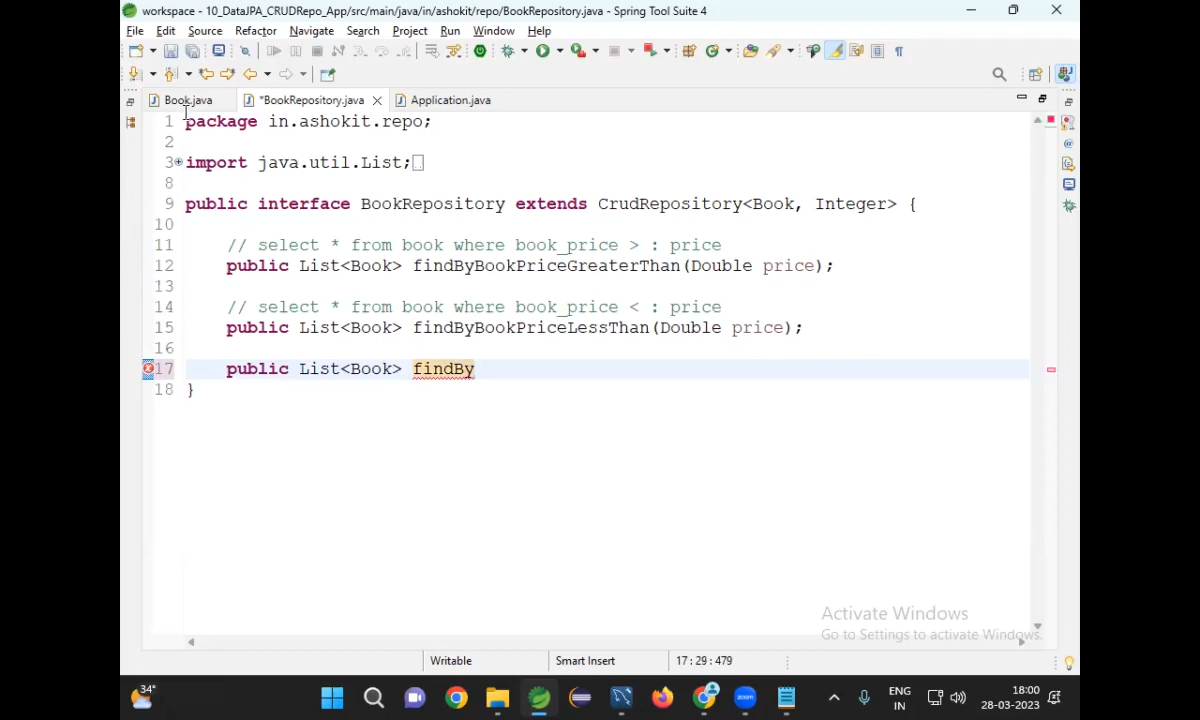 workspace - 10_DataJPA_CRUDRepo_App/src/main/java/in/ashokit/repo/BookRepository.java - Spring Tool Suite 4
File Edit Source Refactor Navigate Search Project Run Window Help
Book.java *BookRepository.java Application.java
1 package in.ashokit.repo;
2
3 import java.util.List;
8
9 public interface BookRepository extends CrudRepository<Book, Integer> {
10
11 // select * from book where book_price > : price
12 public List<Book> findByBookPriceGreaterThan(Double price);
13
14 // select * from book where book_price < : price
15 public List<Book> findByBookPriceLessThan(Double price);
16
17 public List<Book> findBy
18 }
Activate Windows
Go to Settings to activate Windows.
Writable Smart Insert 17 : 29 : 479
34° zoom ENG 18:00
IN 28-03-2023